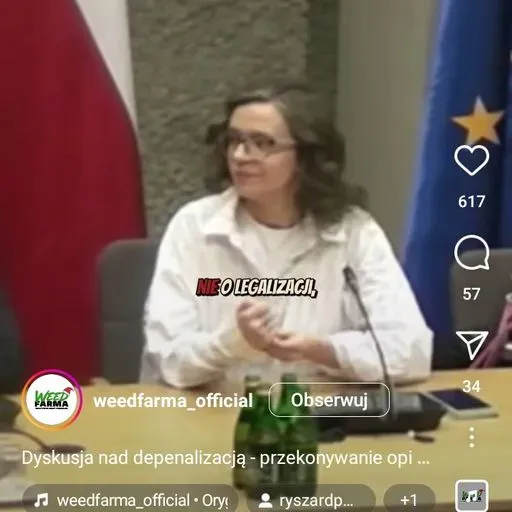 617
NIE O LEGALIZACJI,
57
34
WEED
FARMA
weedfarma_official
Obserwuj
Dyskusja nad depenalizacją - przekonywanie opi ...
weedfarma_official • Oryg
ryszardp...
+1